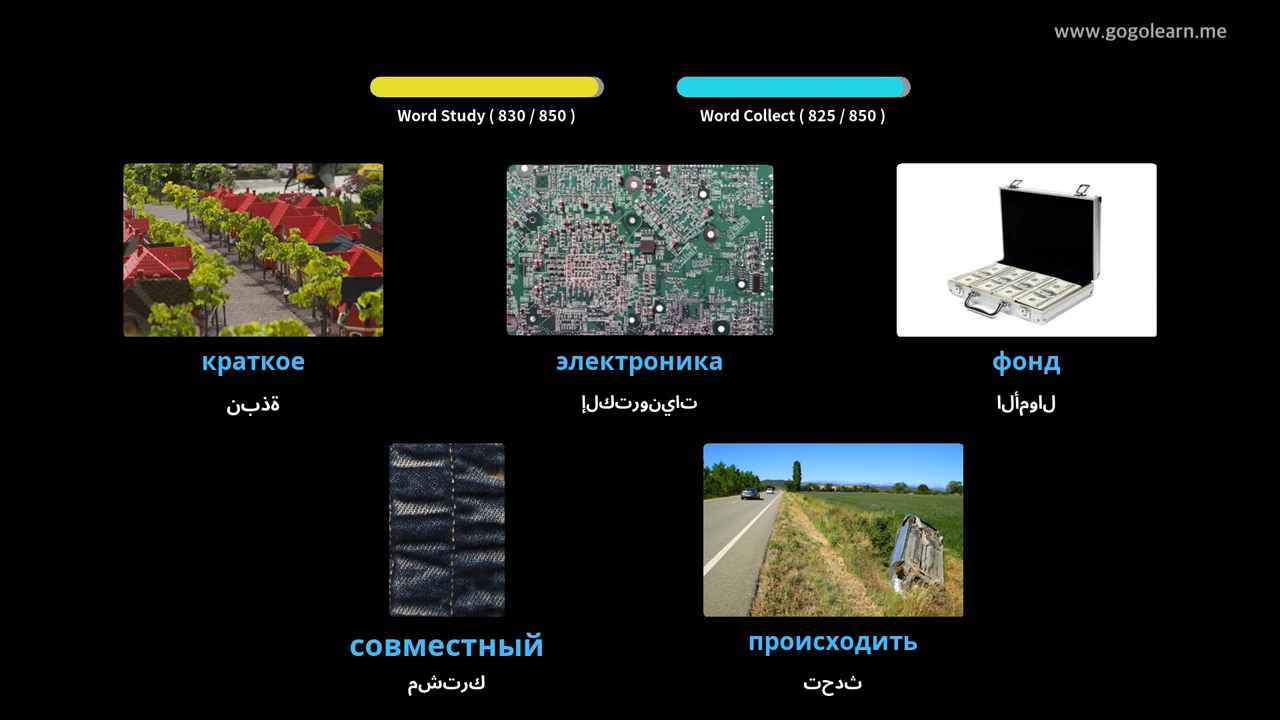 www.gogolearn.me
Word Study ( 830 / 850 )
Word Collect ( 825 / 850 )
краткое
электроника
фонд
نبذة
إلكترونيات
الأموال
совместный
происходить
مشترك
تحدث